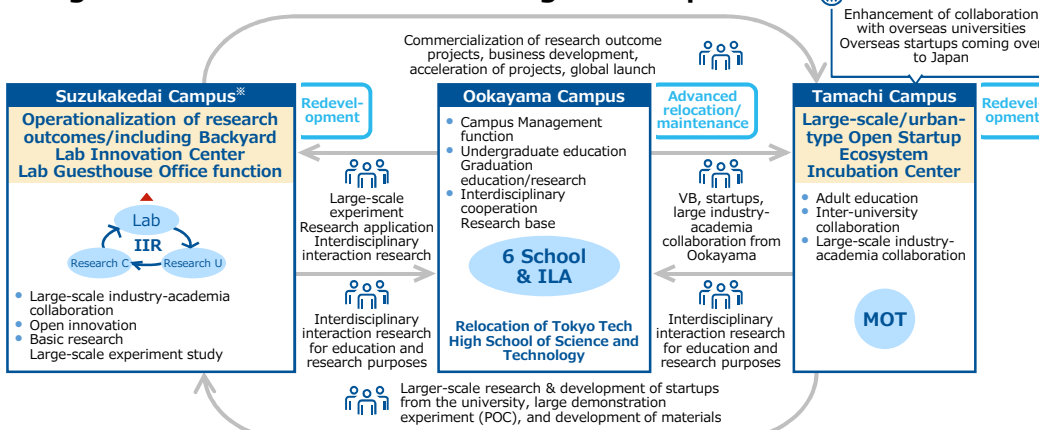 Enhancement of collaboration
with overseas universities
Overseas startups coming over
to Japan
Commercialization of research outcome
projects, business development,
acceleration of projects, global launch
Suzukakedai Campus※
Operationalization of research
outcomes/including Backyard
Lab Innovation Center
Lab Guesthouse Office function
Lab
IIR
Research C
Research U
• Large-scale industry-academia
collaboration
• Open innovation
• Basic research
Large-scale experiment study
Redevel-
opment
Large-scale
experiment
Research application
Interdisciplinary
interaction research
Interdisciplinary
interaction research
for education and
research purposes
Ookayama Campus
• Campus Management
function
• Undergraduate education
Graduation
education/research
• Interdisciplinary
cooperation
Research base
6 School
& ILA
Relocation of Tokyo Tech
High School of Science and
Technology
Advanced
relocation/
maintenance
VB, startups,
large industry-
academia
collaboration from
Ookayama
Interdisciplinary
interaction research
for education and
research purposes
Tamachi Campus
Large-scale/urban-
type Open Startup
Ecosystem
Incubation Center
• Adult education
• Inter-university
collaboration
• Large-scale industry-
academia collaboration
MOT
Redevel
opment
Larger-scale research & development of startups
from the university, large demonstration
experiment (POC), and development of materials